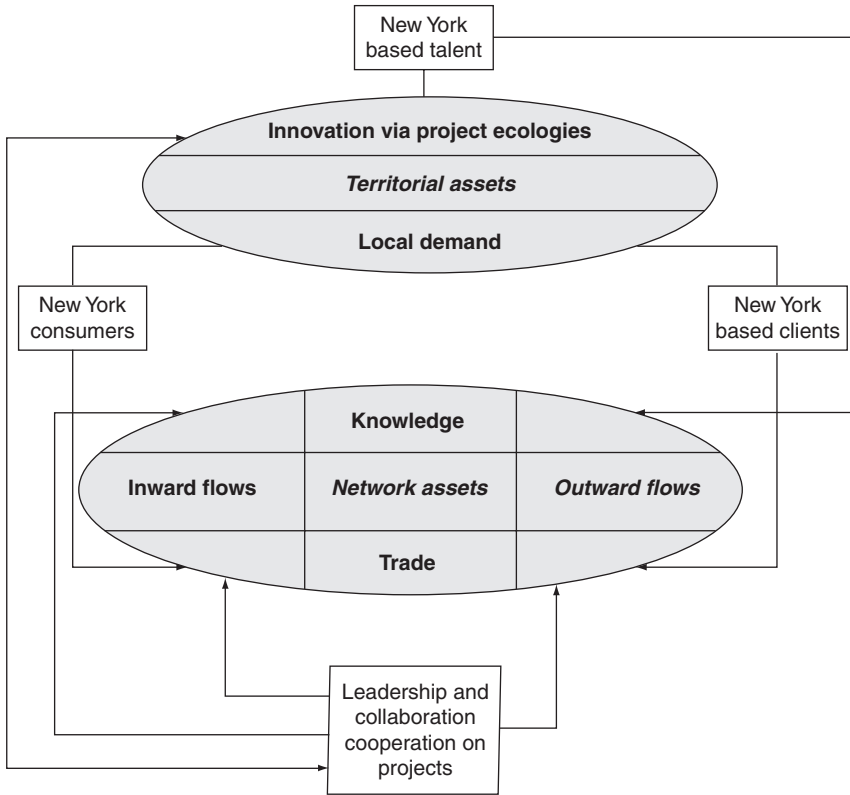 New York
based talent
Innovation via project ecologies
Territorial assets
Local demand
New York
consumers
New York
based clients
Knowledge
Inward flows
Network assets
Outward flows
Trade
Leadership and
collaboration
cooperation on
projects